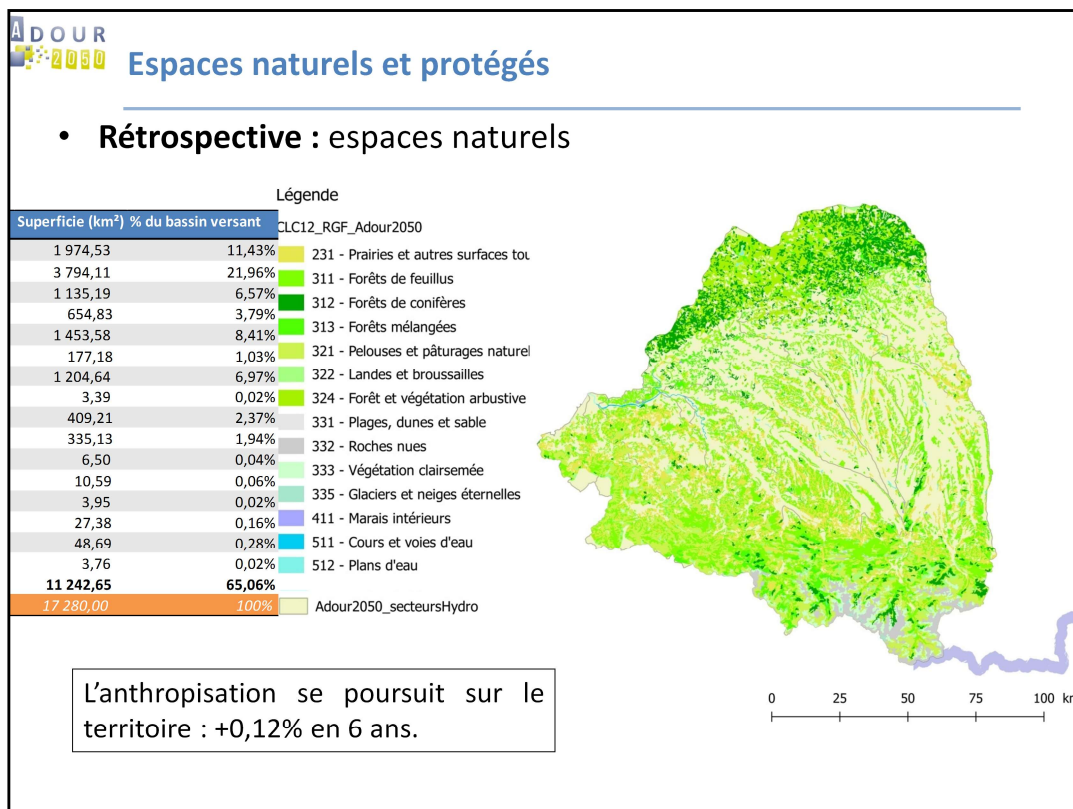 ADOUR
2050
Espaces naturels et protégés
• Rétrospective : espaces naturels
Superficie (km²) % du bassin versant
1 974,53 11,43%
3 794,11 21,96%
1 135,19 6,57%
654,83 3,79%
1 453,58 8,41%
177,18 1,03%
1 204,64 6,97%
3,39 0,02%
409,21 2,37%
335,13 1,94%
6,50 0,04%
10,59 0,06%
3,95 0,02%
27,38 0,16%
48,69 0,28%
3,76 0,02%
11 242,65 65,06%
17 280,00 100%
Légende
CLC12_RGF_Adour2050
231 - Prairies et autres surfaces tou
311 - Forêts de feuillus
312 - Forêts de conifères
313 - Forêts mélangées
321 - Pelouses et pâturages naturel
322 - Landes et broussailles
324 - Forêt et végétation arbustive
331 - Plages, dunes et sable
332 - Roches nues
333 - Végétation clairsemée
335 - Glaciers et neiges éternelles
411 - Marais intérieurs
511 - Cours et voies d'eau
512 - Plans d'eau
Adour2050_secteursHydro
0 25 50 75 100 km
L'anthropisation se poursuit sur le
territoire : +0,12% en 6 ans.